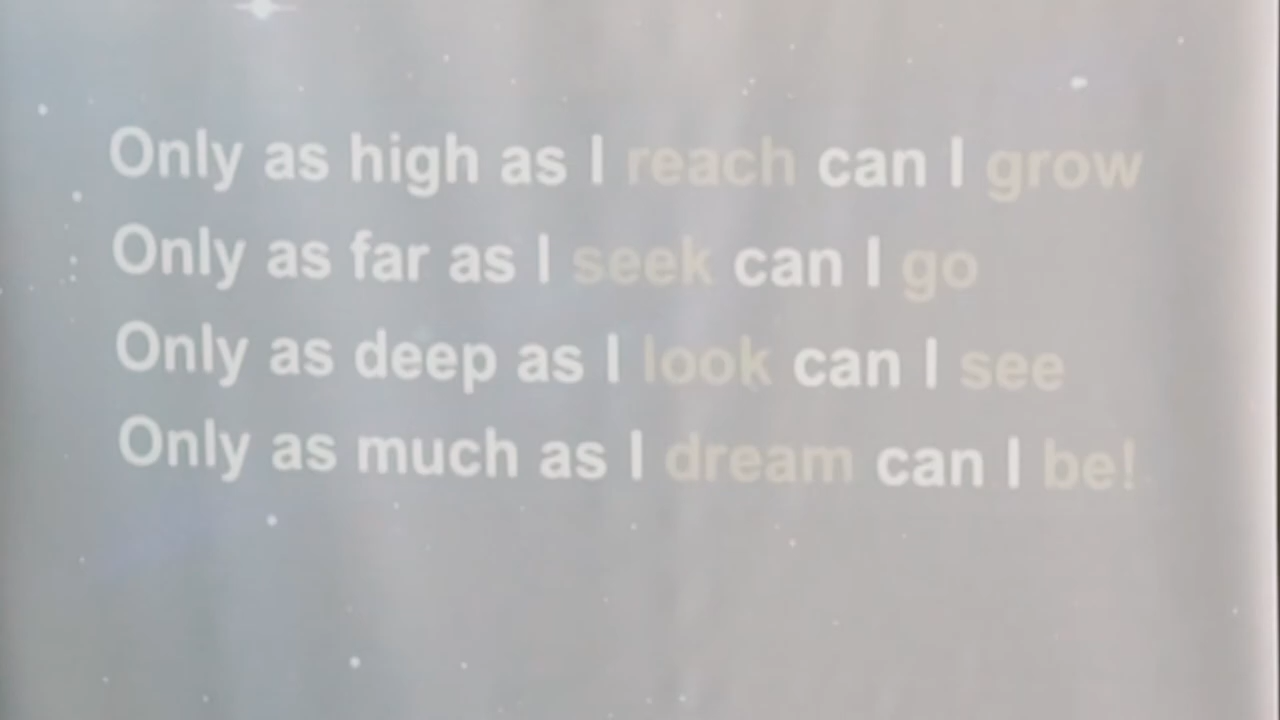 Only as high as I reach can I grow
Only as far as I seek can I go
Only as deep as I look can I see
Only as much as I dream can I be!